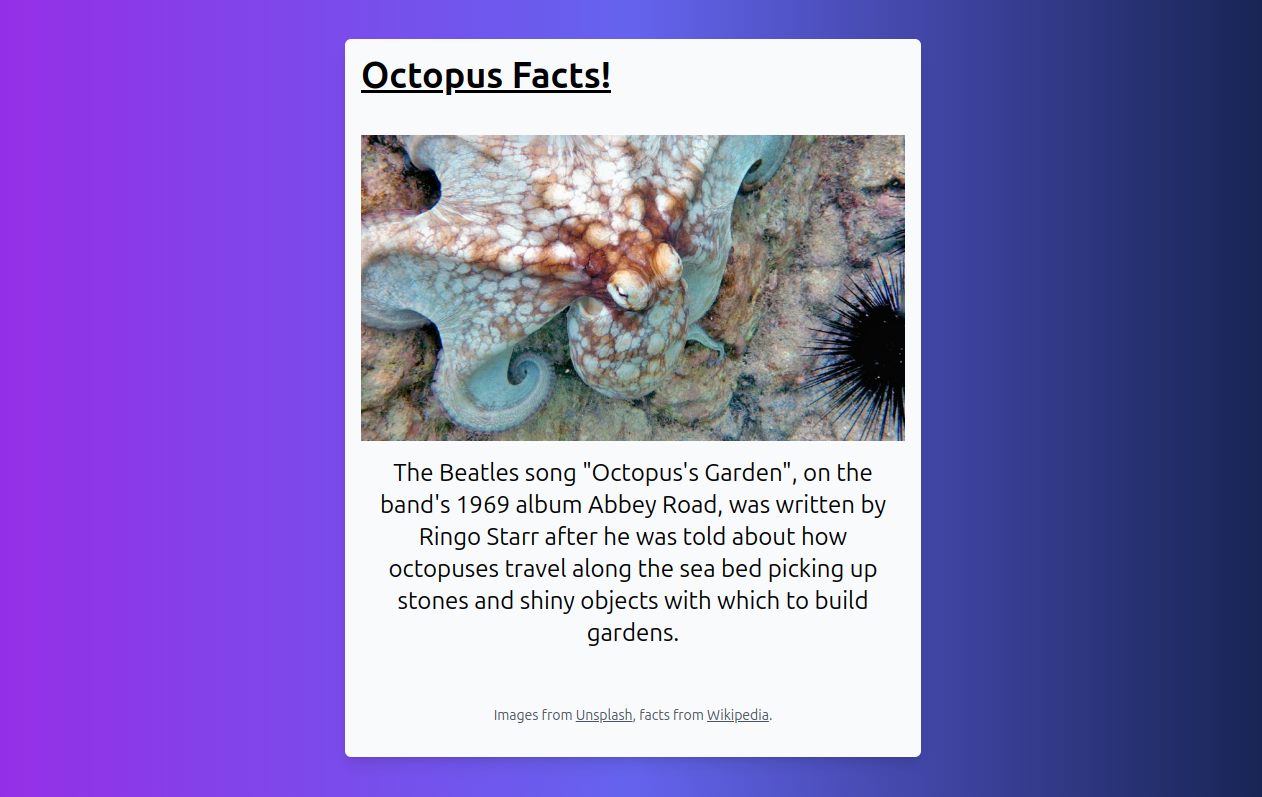 Octopus Facts!
The Beatles song "Octopus's Garden", on the
band's 1969 album Abbey Road, was written by
Ringo Starr after he was told about how
octopuses travel along the sea bed picking up
stones and shiny objects with which to build
gardens.
Images from Unsplash, facts from Wikipedia.